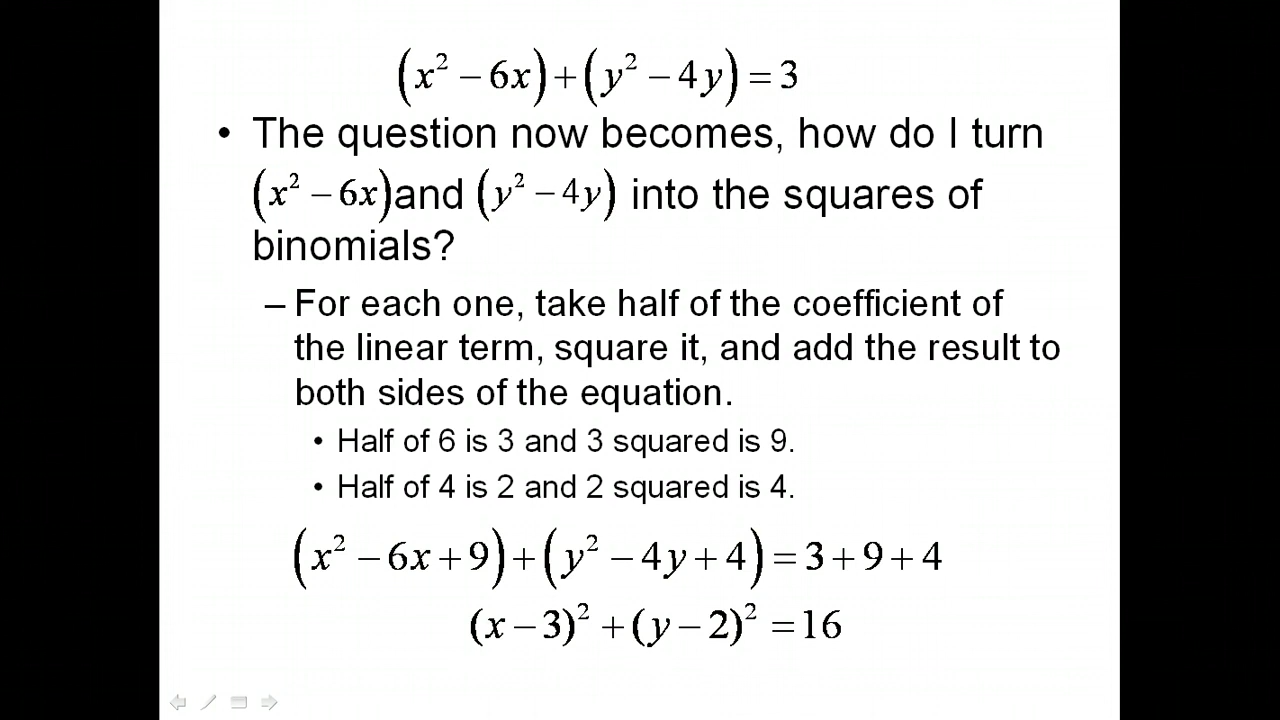 (x² − 6x) + (y² − 4y) = 3
• The question now becomes, how do I turn
(x² − 6x) and (y² − 4y) into the squares of
binomials?
– For each one, take half of the coefficient of
the linear term, square it, and add the result to
both sides of the equation.
• Half of 6 is 3 and 3 squared is 9.
• Half of 4 is 2 and 2 squared is 4.
(x² − 6x + 9) + (y² − 4y + 4) = 3 + 9 + 4
(x − 3)² + (y − 2)² = 16